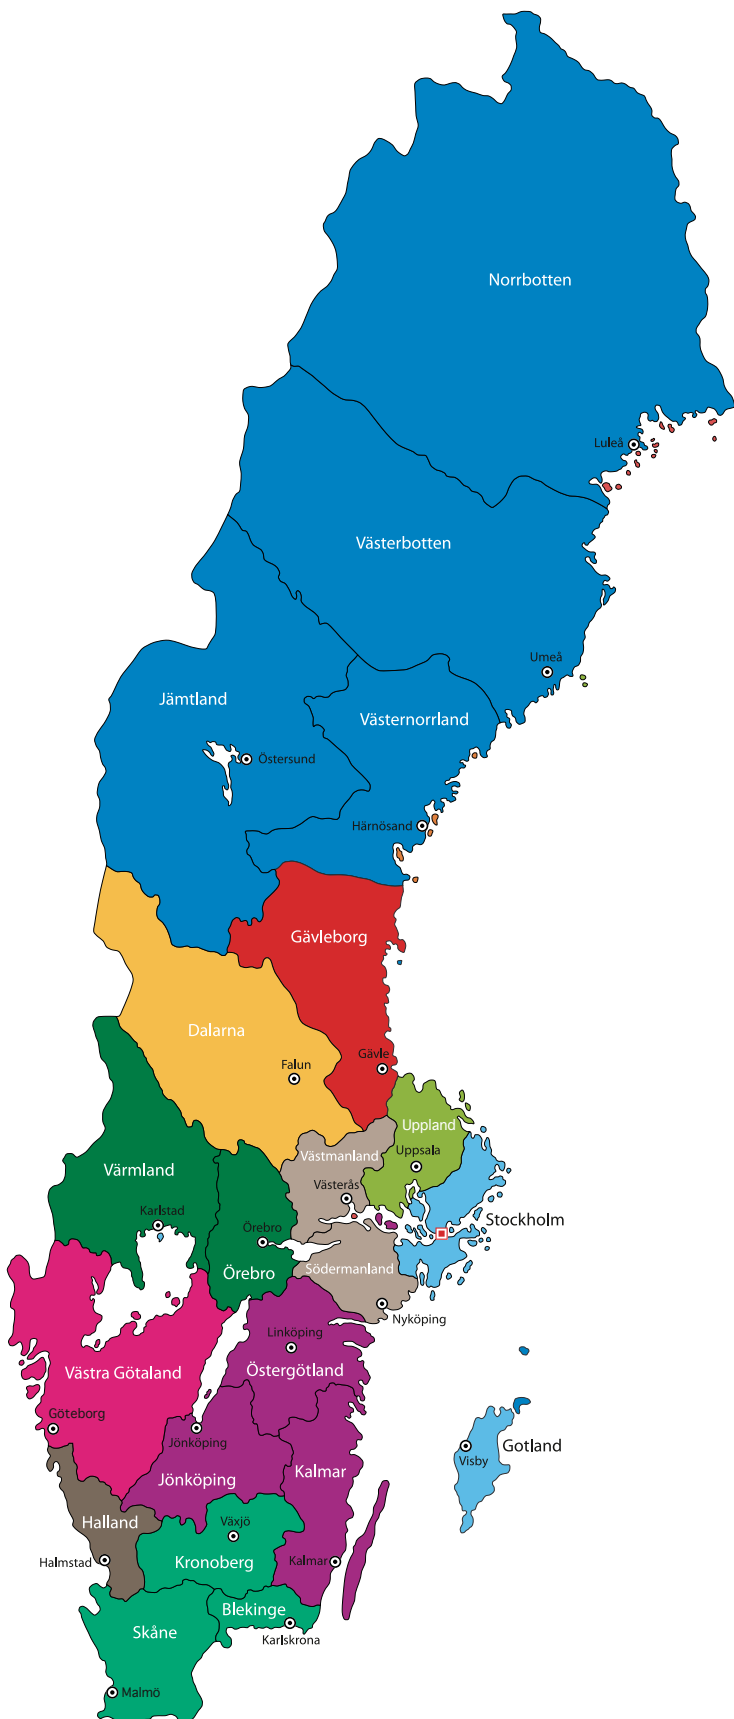 Norrbotten
Luleå
Västerbotten
Umeå
Jämtland
Västernorrland
Östersund
Härnösand
Gävleborg
Dalarna
Gävle
Falun
Uppland
Västmanland
Uppsala
Värmland
Västerås
Karlstad
Stockholm
Örebro
Södermanland
Örebro
Nyköping
Linköping
Östergötland
Västra Götaland
Göteborg
Jönköping
Gotland
Visby
Kalmar
Jönköping
Halland
Växjö
Halmstad
Kronoberg
Kalmar
Blekinge
Skåne
Karlskrona
Malmö